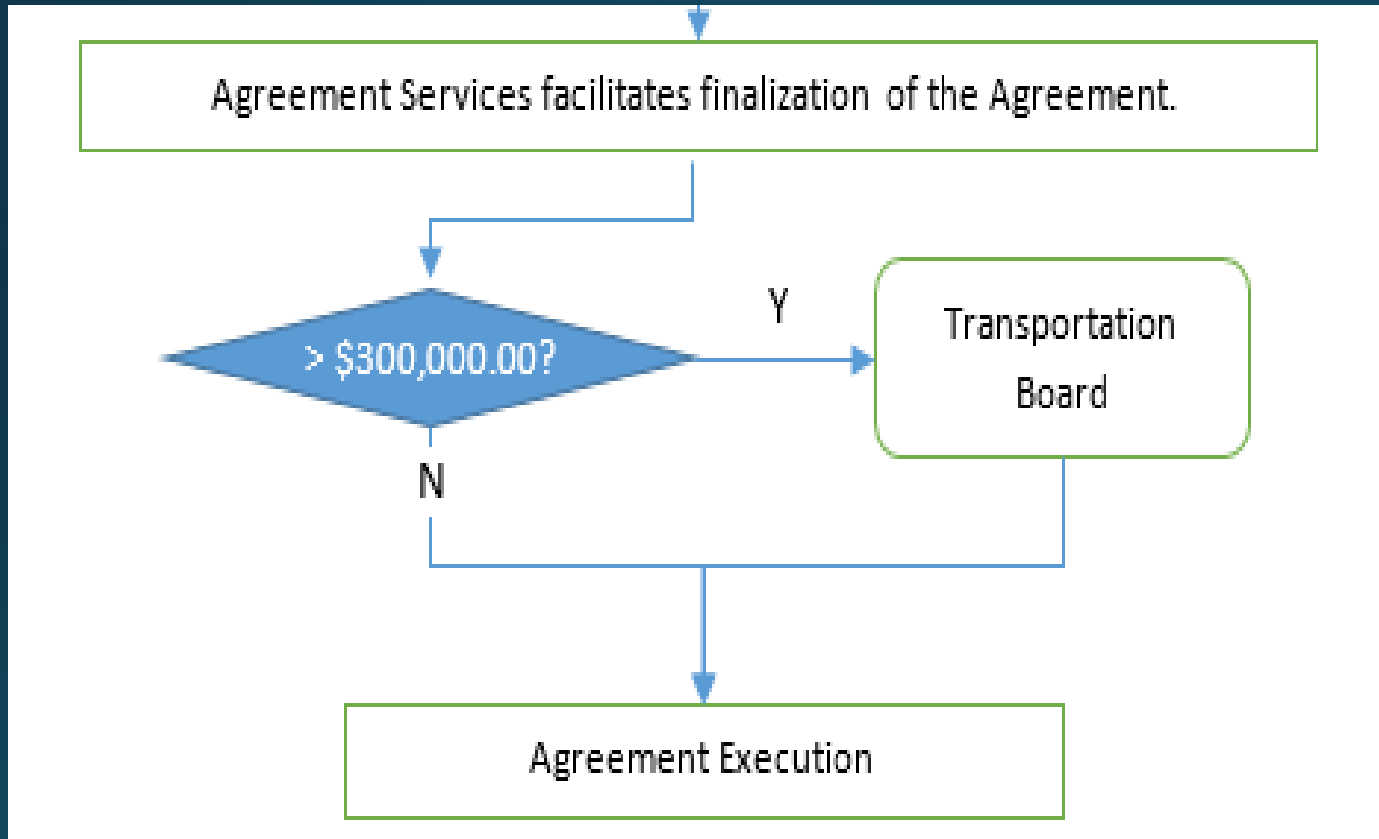 Agreement Services facilitates finalization of the Agreement.
> $300,000.00?
Y
Transportation
Board
N
Agreement Execution